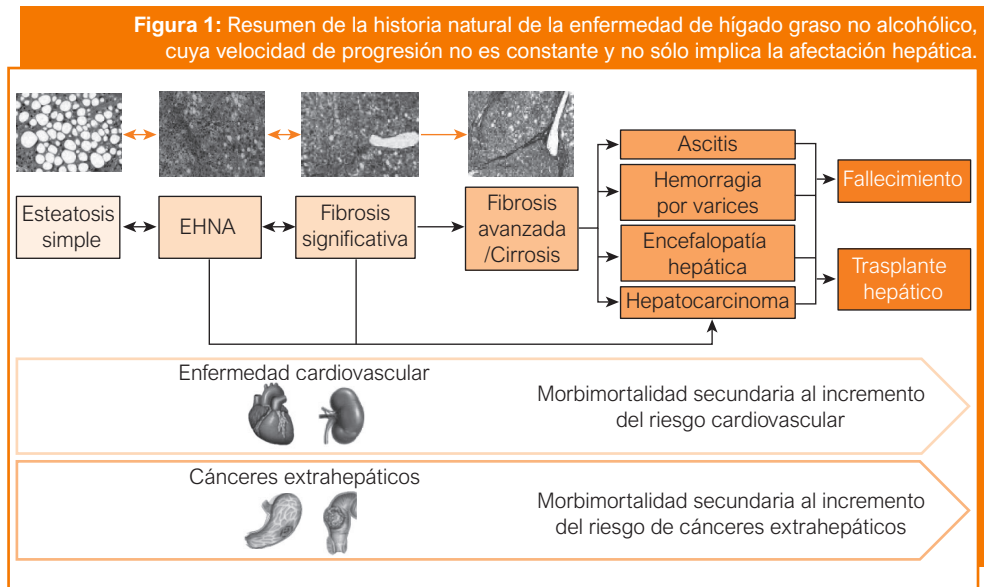 Figura 1: Resumen de la historia natural de la enfermedad de hígado graso no alcohólico,
cuya velocidad de progresión no es constante y no sólo implica la afectación hepática.
Esteatosis
simple
EHNA
Fibrosis
significativa
Fibrosis
avanzada
/Cirrosis
Ascitis
Hemorragia
por varices
Encefalopatía
hepática
Hepatocarcinoma
Fallecimiento
Trasplante
hepático
Enfermedad cardiovascular
Morbimortalidad secundaria al incremento
del riesgo cardiovascular
Cánceres extrahepáticos
Morbimortalidad secundaria al incremento
del riesgo de cánceres extrahepáticos